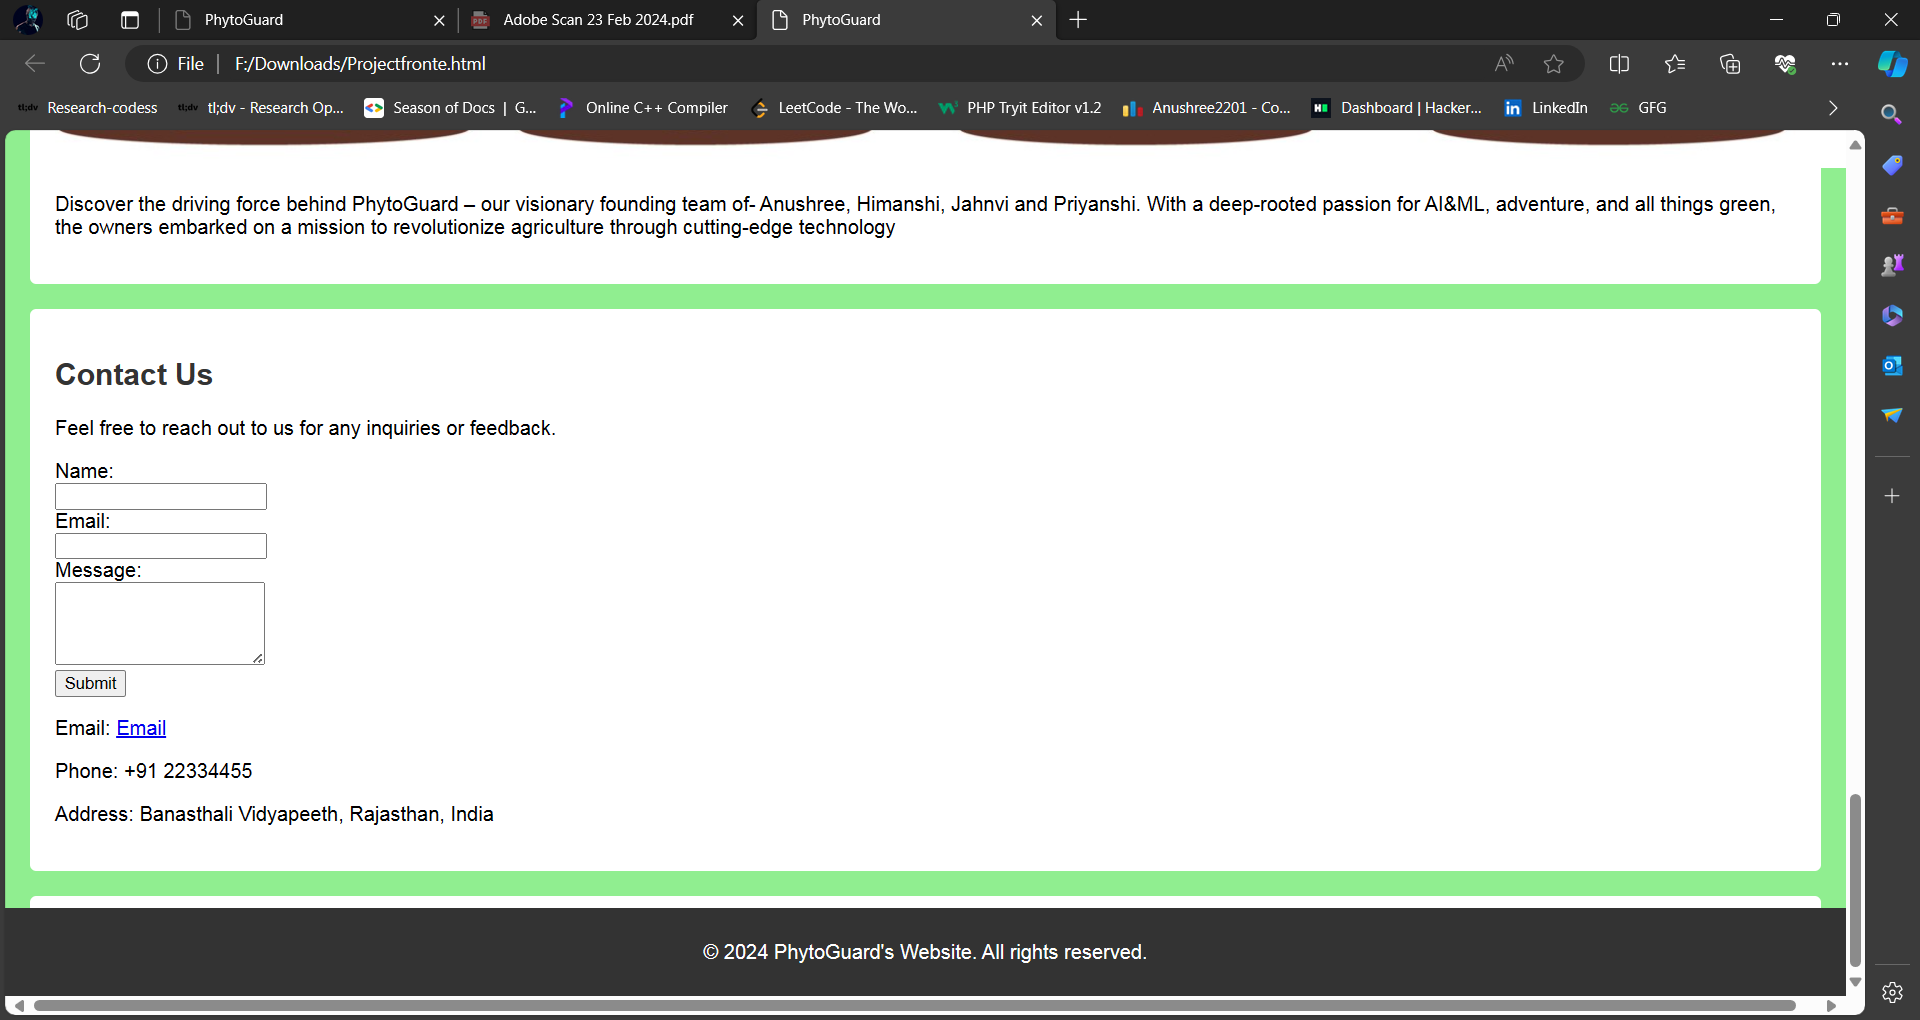 PhytoGuard
Adobe Scan 23 Feb 2024.pdf
PhytoGuard
File
F:/Downloads/Projectfronte.html
Research-codess
tl;dv - Research Op...
Season of Docs | G...
Online C++ Compiler
LeetCode - The Wo...
PHP Tryit Editor v1.2
Anushree2201 - Co...
Dashboard | Hacker...
LinkedIn
GFG
Discover the driving force behind PhytoGuard – our visionary founding team of- Anushree, Himanshi, Jahnvi and Priyanshi. With a deep-rooted passion for AI&ML, adventure, and all things green,
the owners embarked on a mission to revolutionize agriculture through cutting-edge technology
Contact Us
Feel free to reach out to us for any inquiries or feedback.
Name:
Email:
Message:
Submit
Email: Email
Phone: +91 22334455
Address: Banasthali Vidyapeeth, Rajasthan, India
© 2024 PhytoGuard's Website. All rights reserved.